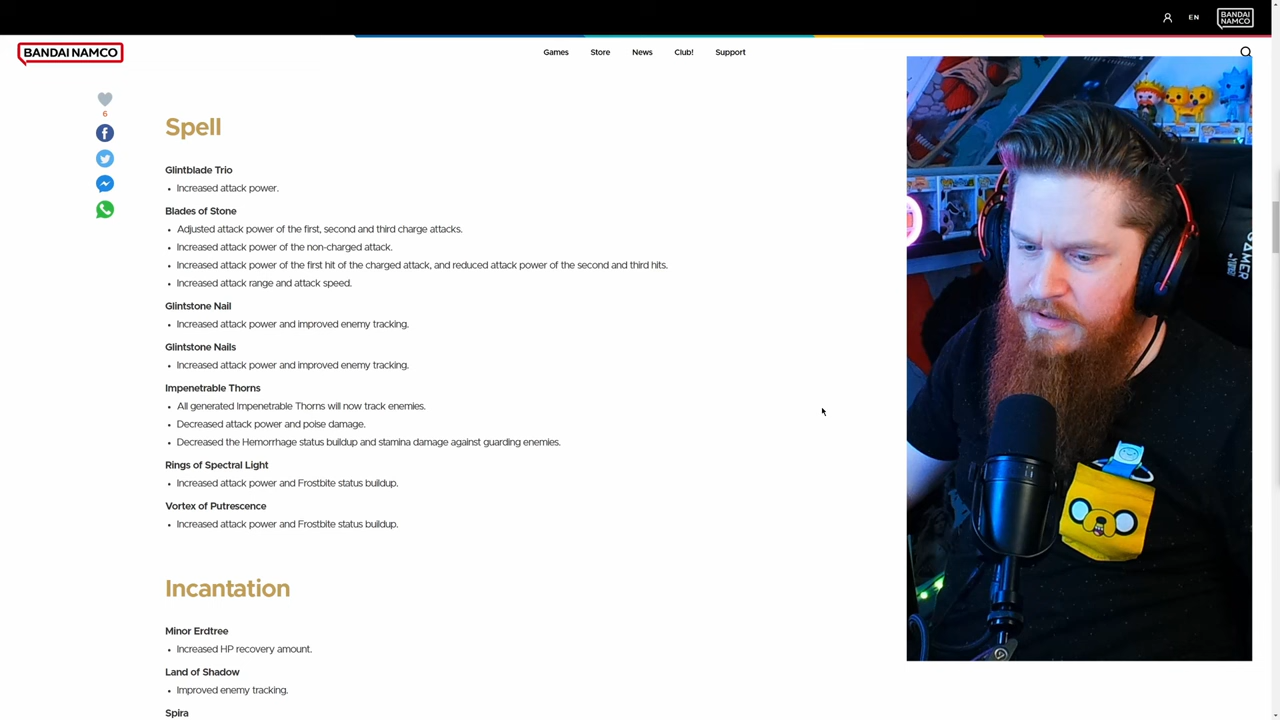 EN
BANDAI
NAMCO
BANDAI NAMCO
Games
Store
News
Club!
Support
6
Spell
Glintblade Trio
• Increased attack power.
Blades of Stone
• Adjusted attack power of the first, second and third charge attacks.
• Increased attack power of the non-charged attack.
• Increased attack power of the first hit of the charged attack, and reduced attack power of the second and third hits.
• Increased attack range and attack speed.
Glintstone Nail
• Increased attack power and improved enemy tracking.
Glintstone Nails
• Increased attack power and improved enemy tracking.
Impenetrable Thorns
• All generated Impenetrable Thorns will now track enemies.
• Decreased attack power and poise damage.
• Decreased the Hemorrhage status buildup and stamina damage against guarding enemies.
Rings of Spectral Light
• Increased attack power and Frostbite status buildup.
Vortex of Putrescence
• Increased attack power and Frostbite status buildup.
Incantation
Minor Erdtree
• Increased HP recovery amount.
Land of Shadow
• Improved enemy tracking.
Spira
GAMER